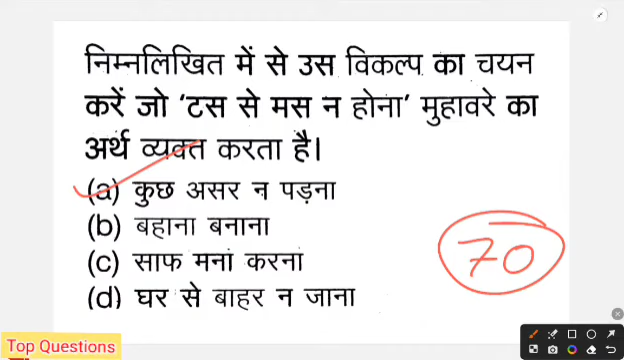 निम्नलिखित में से उस विकल्प का चयन
करें जो 'टस से मस न होना' मुहावरे का
अर्थ व्यक्त करता है।
(a) कुछ असर न पड़ना
(b) बहाना बनाना
(c) साफ मना करना
(d) घर से बाहर न जाना
70
Top Questions